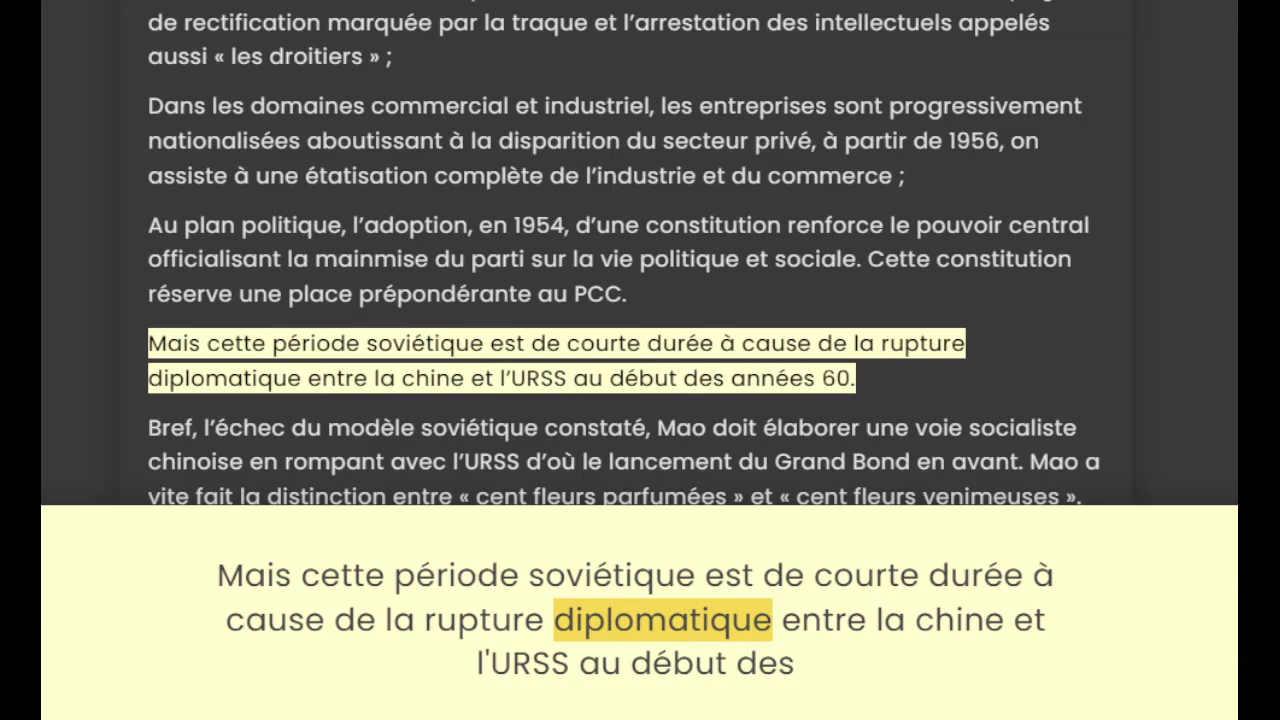 de rectification marquée par la traque et l’arrestation des intellectuels appelés
aussi « les droitiers » ;
Dans les domaines commercial et industriel, les entreprises sont progressivement
nationalisées aboutissant à la disparition du secteur privé, à partir de 1956, on
assiste à une étatisation complète de l’industrie et du commerce ;
Au plan politique, l’adoption, en 1954, d’une constitution renforce le pouvoir central
officialisant la mainmise du parti sur la vie politique et sociale. Cette constitution
réserve une place prépondérante au PCC.
Mais cette période soviétique est de courte durée à cause de la rupture
diplomatique entre la chine et l’URSS au début des années 60.
Bref, l’échec du modèle soviétique constaté, Mao doit élaborer une voie socialiste
chinoise en rompant avec l’URSS d’où le lancement du Grand Bond en avant. Mao a
vite fait la distinction entre « cent fleurs parfumées » et « cent fleurs venimeuses ».
Mais cette période soviétique est de courte durée à
cause de la rupture diplomatique entre la chine et
l'URSS au début des